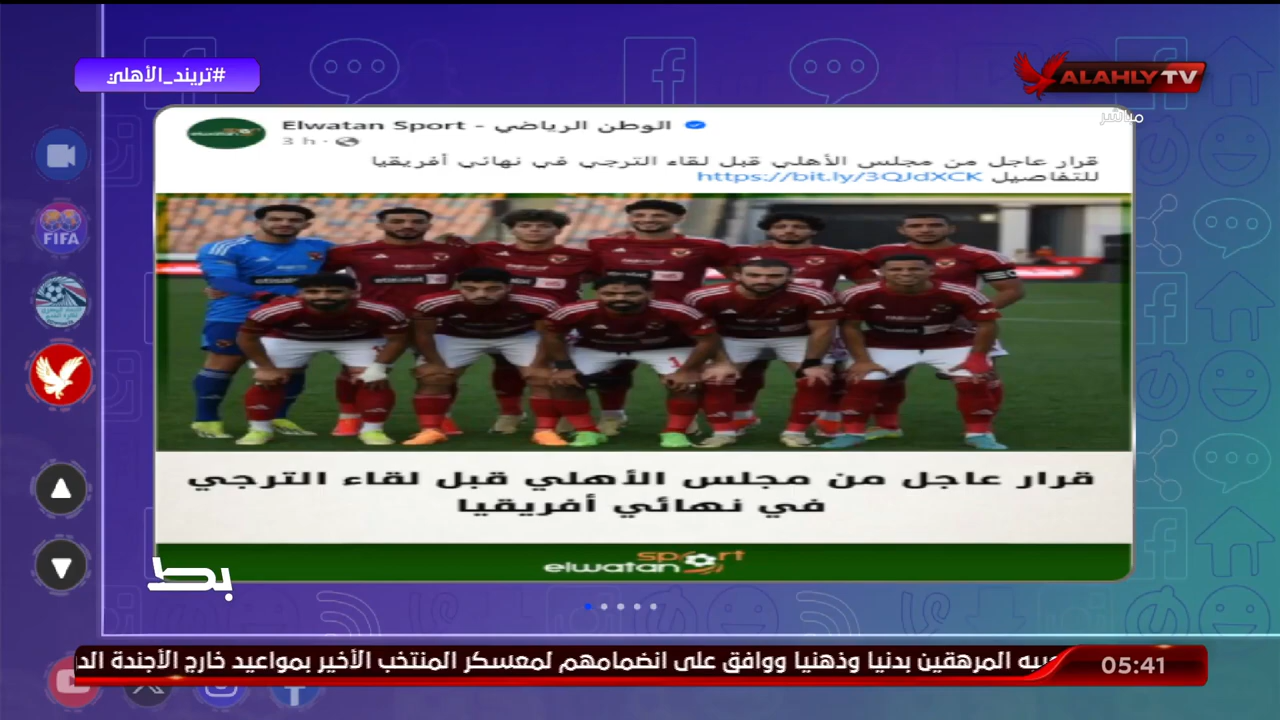 #تريند_الأهلي
ALAHLY TV
مباشر
Elwatan Sport - الوطن الرياضي
3 h ·
قرار عاجل من مجلس الأهلي قبل لقاء الترجي في نهائي أفريقيا
للتفاصيل https://bit.ly/3QJdXCK
FIFA
قرار عاجل من مجلس الأهلي قبل لقاء الترجي
في نهائي أفريقيا
sport
elwatan
بط
المرهقين بدنيا وذهنيا ووافق على انضمامهم لمعسكر المنتخب الأخير بمواعيد خارج الأجندة
05:41